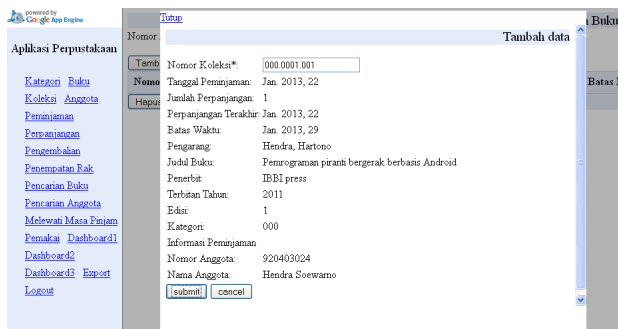 powered by
Google App Engine
Aplikasi Perpustakaan
Kategori Buku
Koleksi Anggota
Peminjaman
Perpanjangan
Pengembalian
Penempatan Rak
Pencarian Buku
Pencarian Anggota
Melewati Masa Pinjam
Pemakai Dashboard1
Dashboard2
Dashboard3 Export
Logout
Nomor
Tamb
Nomo
Hapus
Tutup
Tambah data
Nomor Koleksi*: 000.0001.001
Tanggal Peminjaman: Jan. 2013, 22
Jumlah Perpanjangan: 1
Perpanjangan Terakhir: Jan. 2013, 22
Batas Waktu: Jan. 2013, 29
Pengarang: Hendra, Hartono
Judul Buku: Pemrograman piranti bergerak berbasis Android
Penerbit: IBBI press
Terbitan Tahun: 2011
Edisi: 1
Kategori: 000
Informasi Peminjaman
Nomor Anggota: 920403024
Nama Anggota: Hendra Soewarno
submit cancel
Buku
Batas